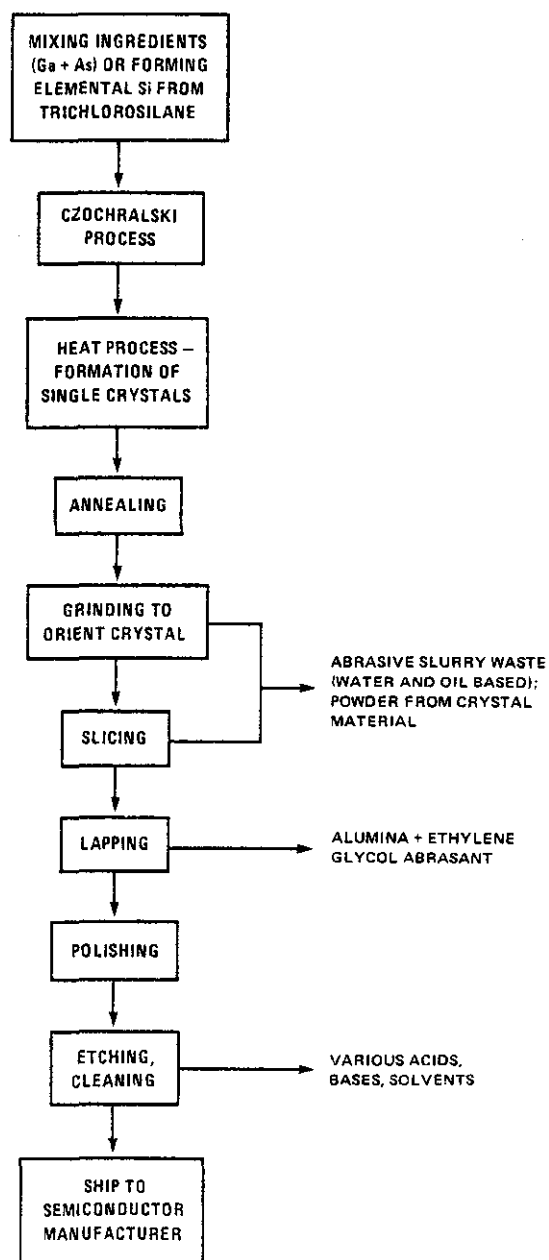 MIXING INGREDIENTS
(Ga + As) OR FORMING
ELEMENTAL Si FROM
TRICHLOROSILANE
CZOCHRALSKI
PROCESS
HEAT PROCESS –
FORMATION OF
SINGLE CRYSTALS
ANNEALING
GRINDING TO
ORIENT CRYSTAL
ABRASIVE SLURRY WASTE
(WATER AND OIL BASED);
POWDER FROM CRYSTAL
MATERIAL
SLICING
LAPPING
ALUMINA + ETHYLENE
GLYCOL ABRASANT
POLISHING
ETCHING,
CLEANING
VARIOUS ACIDS,
BASES, SOLVENTS
SHIP TO
SEMICONDUCTOR
MANUFACTURER